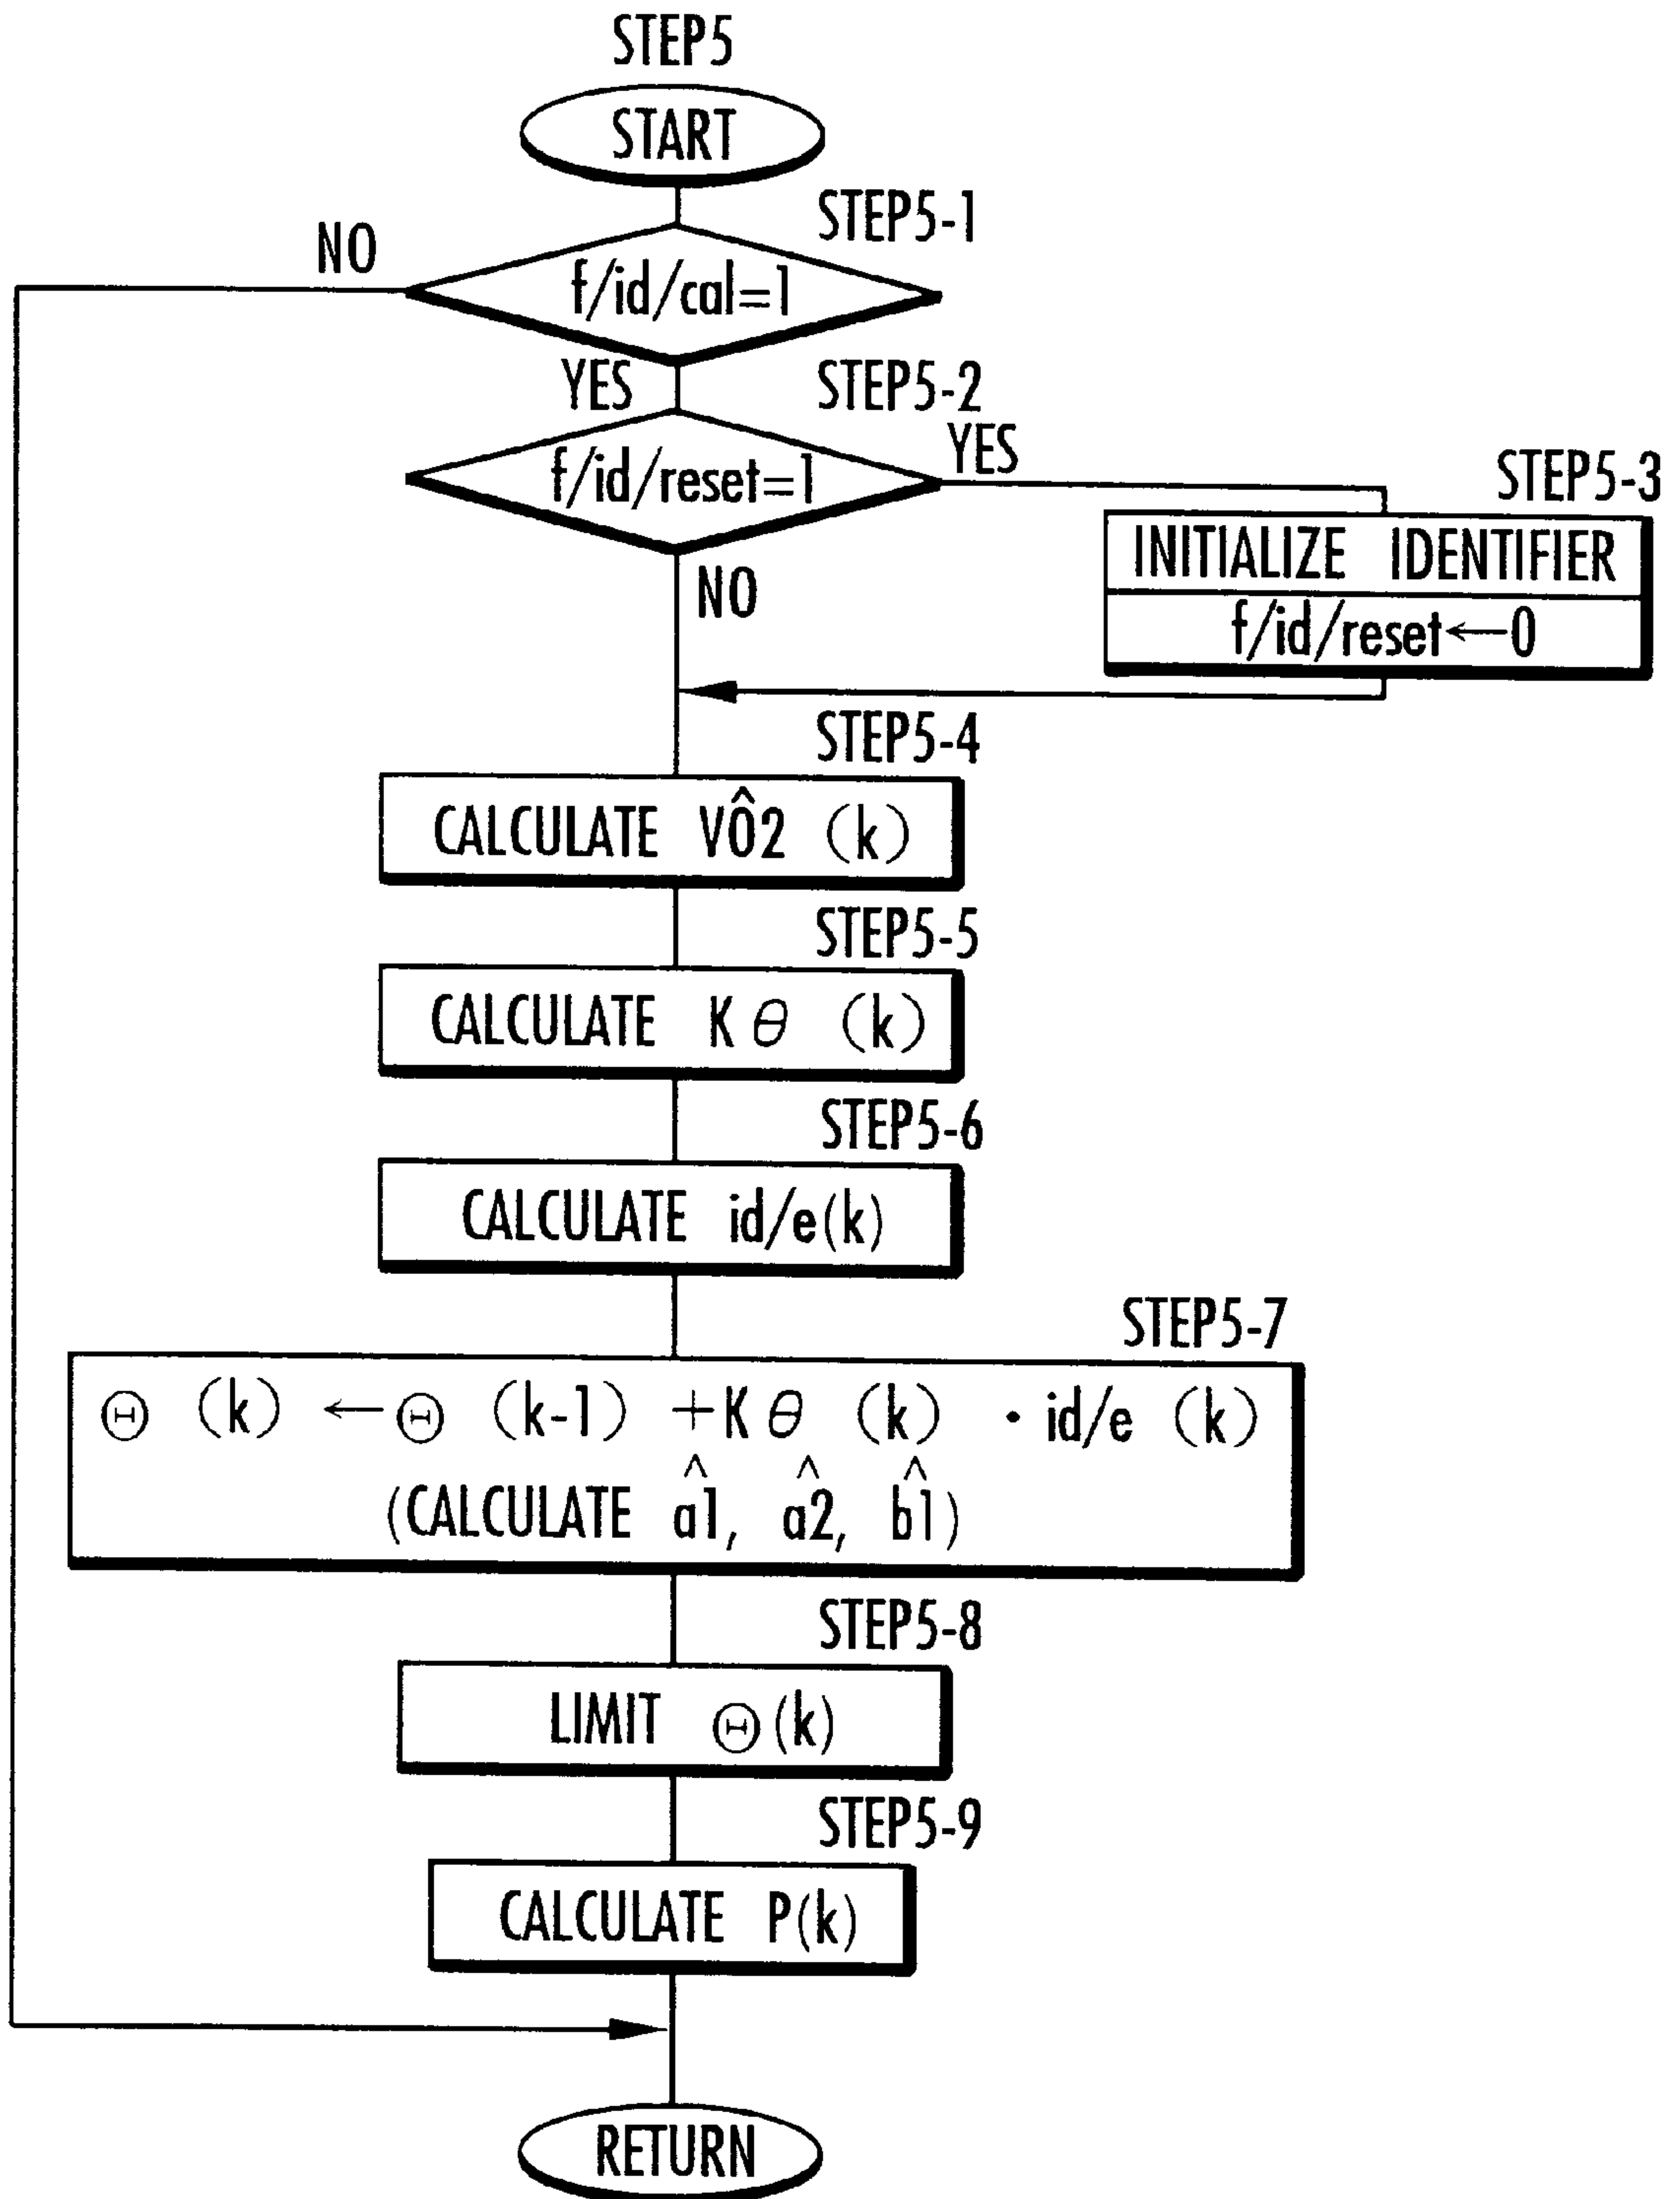 STEP5
START
STEP5-1
NO
f/id/cal=1
YES
STEP5-2
YES
f/id/reset=1
STEP5-3
INITIALIZE IDENTIFIER
NO
f/id/reset←0
STEP5-4
CALCULATE VÔ2 (k)
STEP5-5
CALCULATE Kθ (k)
STEP5-6
CALCULATE id/e(k)
STEP5-7
Θ (k) ←Θ (k-1) +Kθ (k) · id/e (k)
(CALCULATE â1, â2, b̂1)
STEP5-8
LIMIT Θ(k)
STEP5-9
CALCULATE P(k)
RETURN